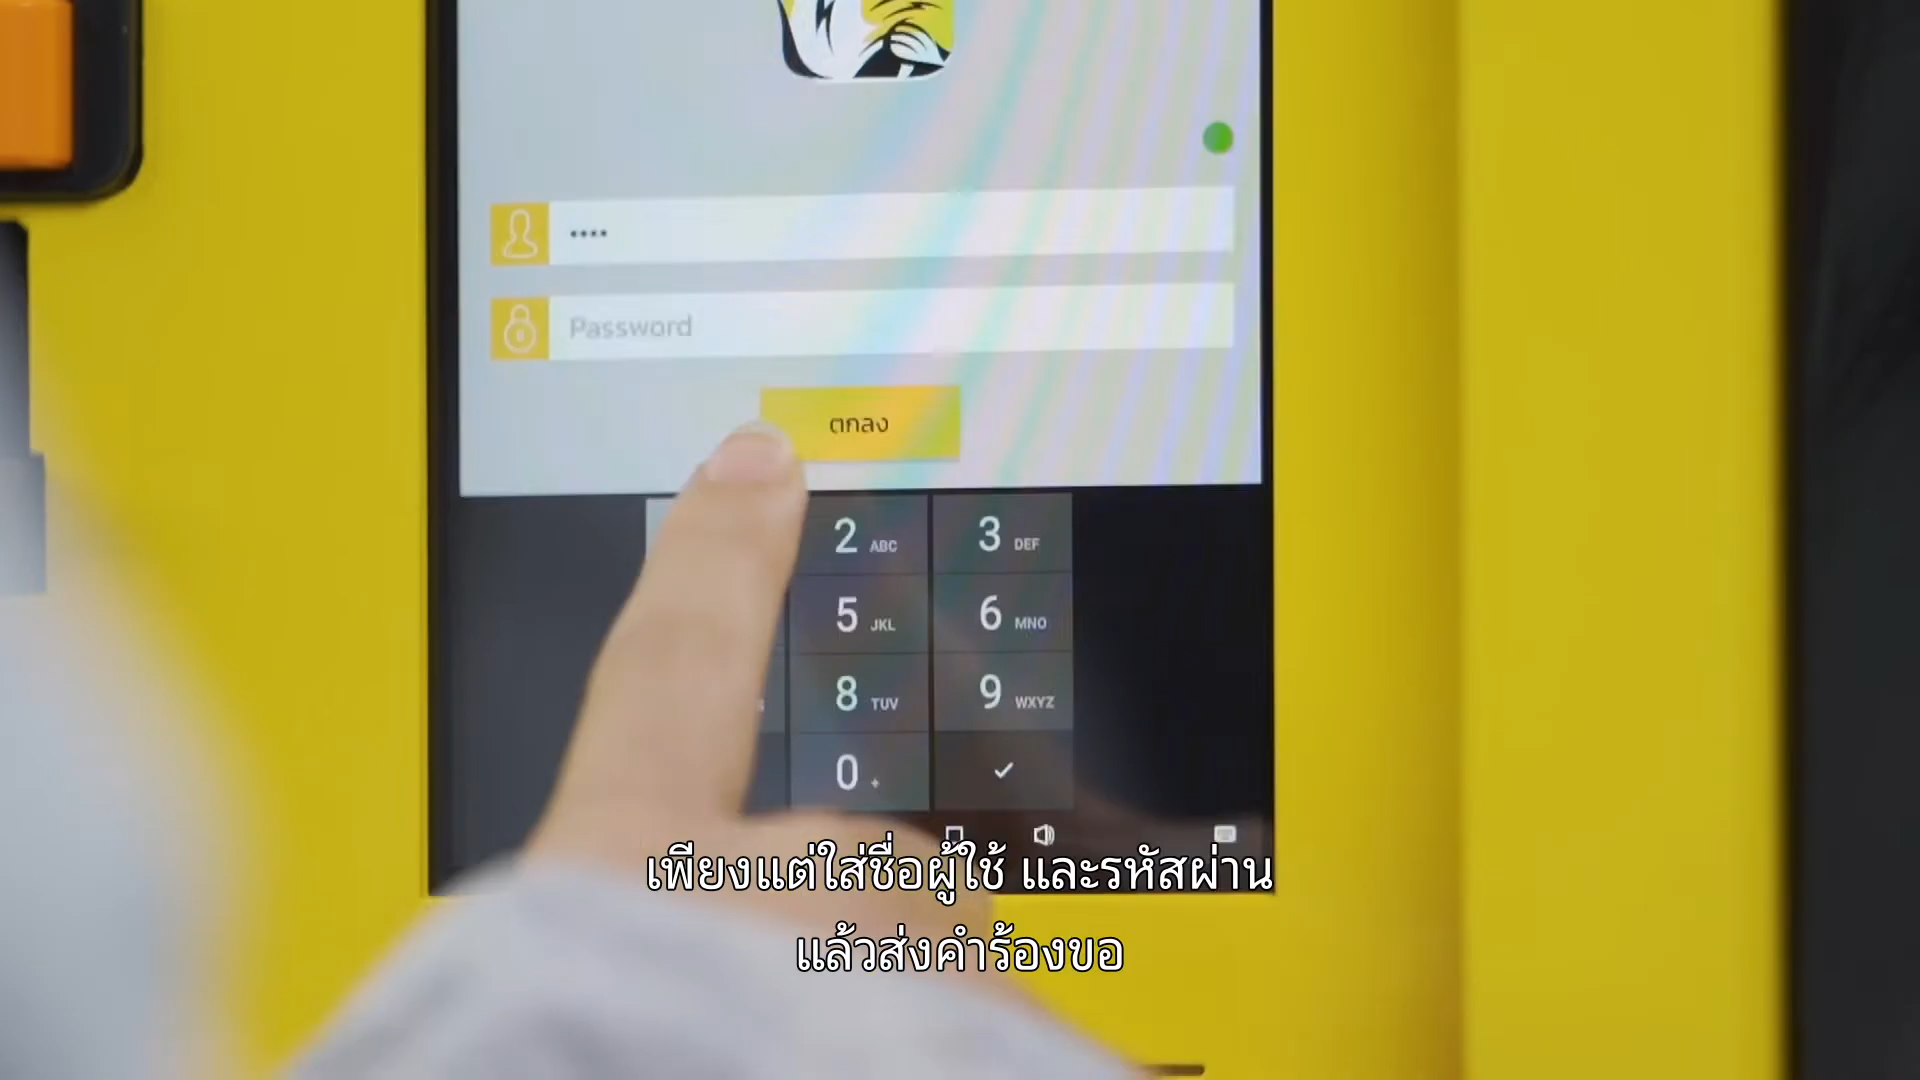 ••••
Password
ตกลง
2 ABC
3 DEF
5 JKL
6 MNO
8 TUV
9 WXYZ
0 +
เพียงแต่ใส่ชื่อผู้ใช้ และรหัสผ่าน
แล้วส่งคำร้องขอ